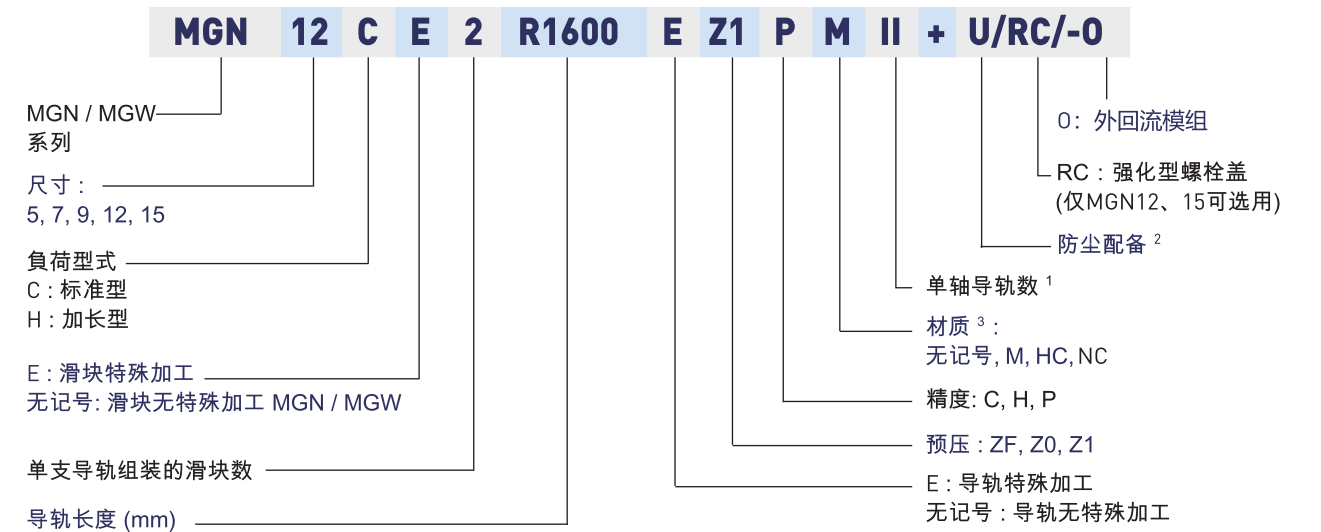 MGN 12 C E 2 R1600 E Z1 P M II + U/RC/-O
MGN / MGW
系列
尺寸 :
5, 7, 9, 12, 15
負荷型式
C : 标准型
H : 加长型
E : 滑块特殊加工
无记号: 滑块无特殊加工 MGN / MGW
单支导轨组装的滑块数
导轨长度 (mm)
O: 外回流模组
RC : 强化型螺栓盖
(仅MGN12、15可选用)
防尘配备 2
单轴导轨数 1
材质 3 :
无记号, M, HC, NC
精度: C, H, P
预压 : ZF, Z0, Z1
E : 导轨特殊加工
无记号 : 导轨无特殊加工